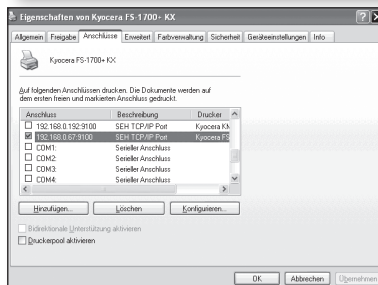 Eigenschaften von Kyocera FS-1700+ KX
Allgemein Freigabe Anschlüsse Erweitert Farbverwaltung Sicherheit Geräteeinstellungen Info
Kyocera FS-1700+ KX
Auf folgenden Anschlüssen drucken. Die Dokumente werden auf
dem ersten freien und markierten Anschluss gedruckt.
Anschluss Beschreibung Drucker
192.168.0.192:9100 SEH TCP/IP Port Kyocera KM
192.168.0.67:9100 SEH TCP/IP Port Kyocera FS
COM1: Serieller Anschluss
COM2: Serieller Anschluss
COM3: Serieller Anschluss
COM4: Serieller Anschluss
Hinzufügen... Löschen Konfigurieren...
Bidirektionale Unterstützung aktivieren
Druckerpool aktivieren
OK Abbrechen Übernehmen